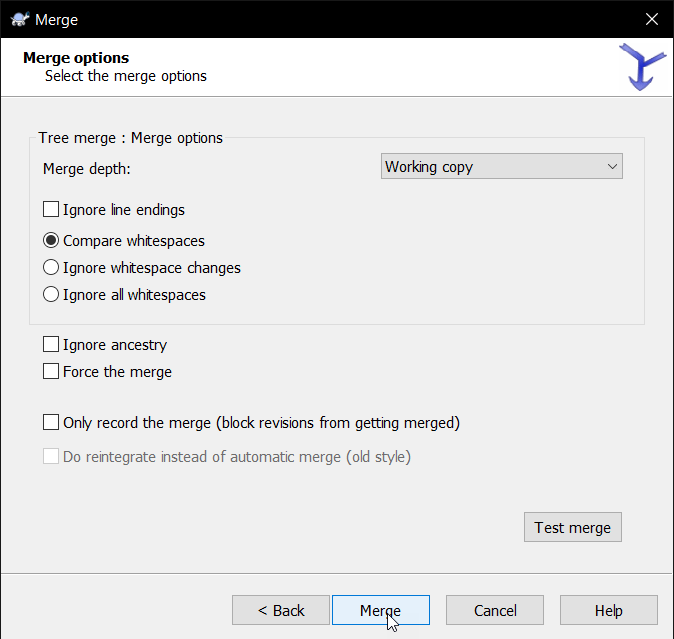 Merge
Merge options
Select the merge options
Tree merge : Merge options
Merge depth:
Working copy
Ignore line endings
Compare whitespaces
Ignore whitespace changes
Ignore all whitespaces
Ignore ancestry
Force the merge
Only record the merge (block revisions from getting merged)
Do reintegrate instead of automatic merge (old style)
Test merge
< Back
Merge
Cancel
Help